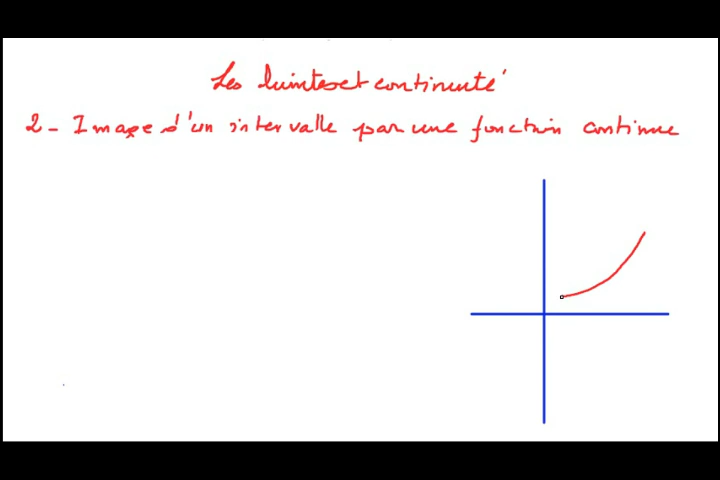 Les limites et continuité
2- Image d'un intervalle par une fonction continue